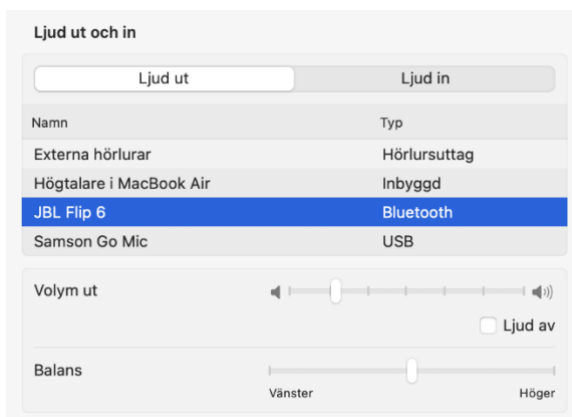 Ljud ut och in
Ljud ut Ljud in
Namn Typ
Externa hörlurar Hörlursuttag
Högtalare i MacBook Air Inbyggd
JBL Flip 6 Bluetooth
Samson Go Mic USB
Volym ut
Ljud av
Balans
Vänster Höger